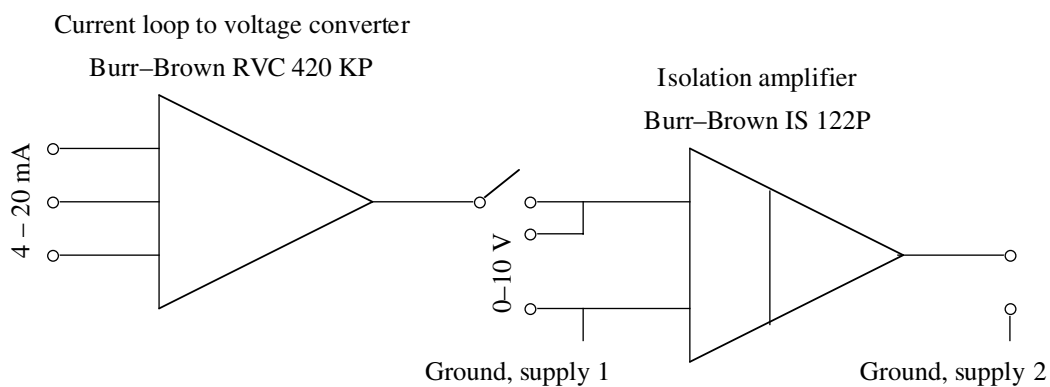 Current loop to voltage converter
Burr–Brown RVC 420 KP
Isolation amplifier
Burr–Brown IS 122P
4 – 20 mA
0–10 V
Ground, supply 1
Ground, supply 2